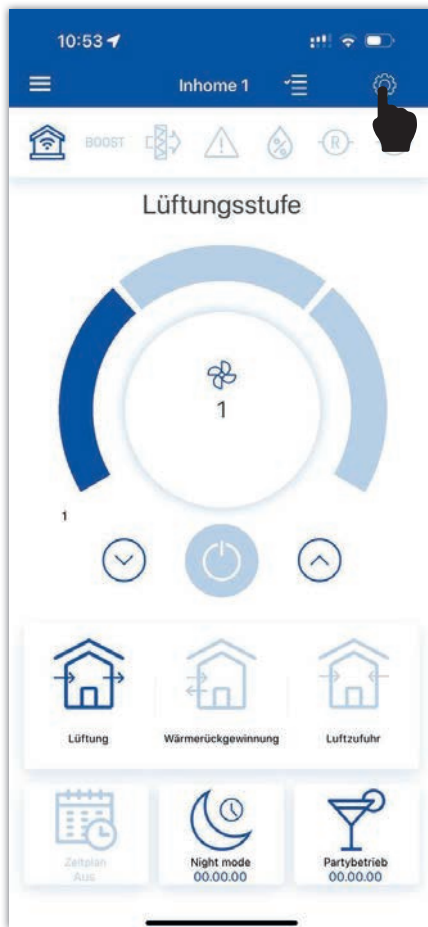 10:53
Inhome 1
BOOST
%
R
Lüftungsstufe
1
1
Lüftung
Wärmerückgewinnung
Luftzufuhr
Zeitplan
Aus
Night mode
00.00.00
Partybetrieb
00.00.00